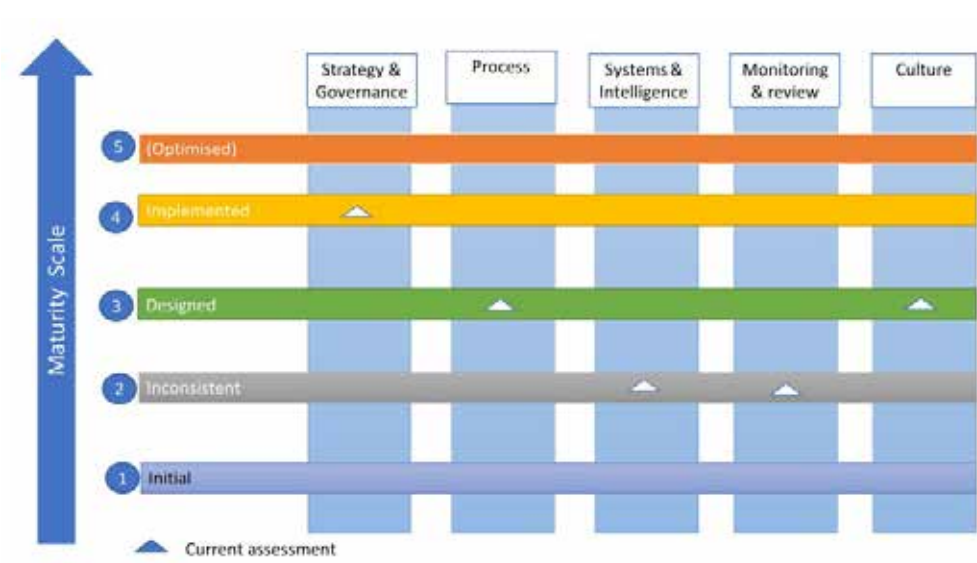 Strategy &
Governance
Process
Systems &
Intelligence
Monitoring
& review
Culture
5
(Optimised)
4
Implemented
3
Designed
2
Inconsistent
1
Initial
Maturity Scale
Current assessment